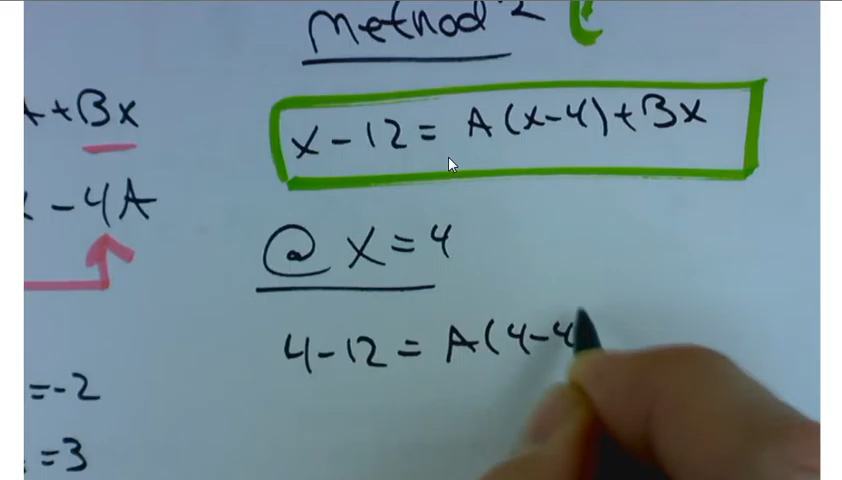 Method 2
+Bx
x-12= A(x-4)+Bx
-4A
@ x=4
4-12= A(4-4
=-2
=3